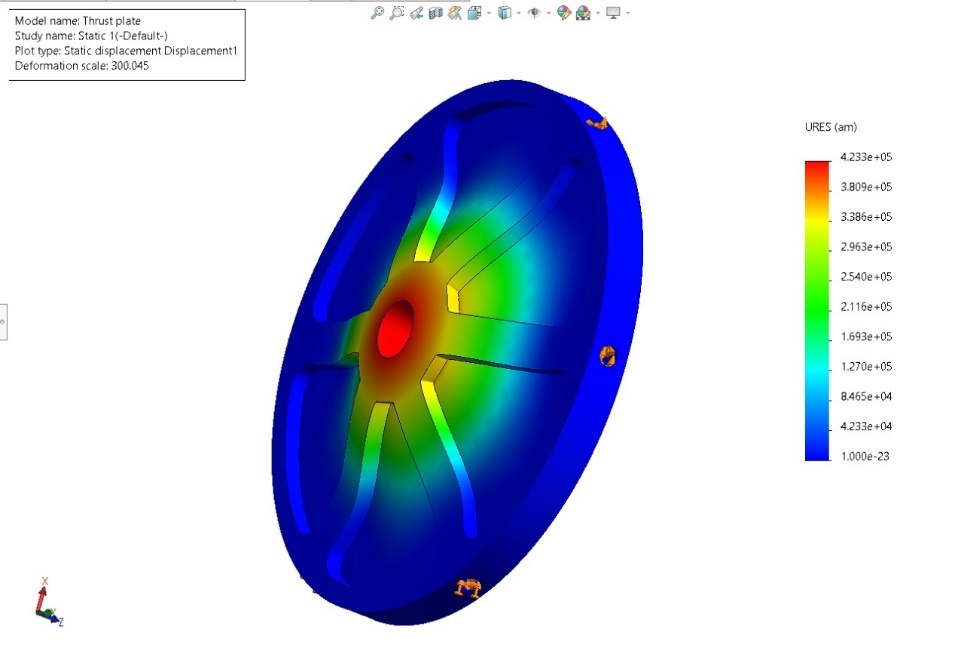 Model name: Thrust plate
Study name: Static 1(-Default-)
Plot type: Static displacement Displacement1
Deformation scale: 300.045
URES (am)
4.233e+05
3.809e+05
3.386e+05
2.963e+05
2.540e+05
2.116e+05
1.693e+05
1.270e+05
8.465e+04
4.233e+04
1.000e-23
X
Y
Z